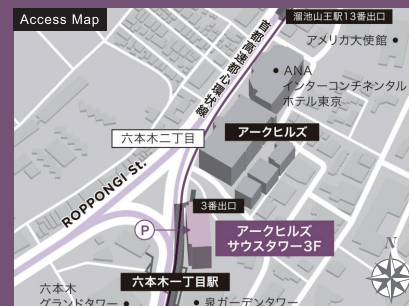 Access Map
溜池山王駅13番出口
アメリカ大使館
首都高速都心環状線
ANA
インターコンチネンタル
ホテル東京
アークヒルズ
六本木二丁目
ROPPONGI St.
3番出口
P
アークヒルズ
サウスタワー3F
N
六本木一丁目駅
六本木
グランドタワー
泉ガーデンタワー